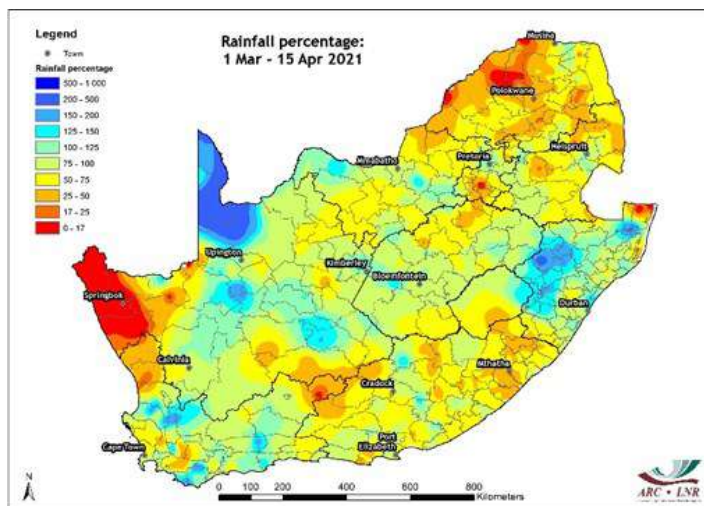 Legend
Town
Rainfall percentage
500 - 1 000
200 - 500
150 - 200
125 - 150
100 - 125
75 - 100
50 - 75
25 - 50
17 - 25
0 - 17
Rainfall percentage:
1 Mar - 15 Apr 2021
Musina
Polokwane
Mmabatho
Pretoria
Nelspruit
Upington
Kimberley
Bloemfontein
Springbok
Durban
Calvinia
Mthatha
Cradock
Port
Elizabeth
Cape Town
N
0 100 200 400 600 800
Kilometers
ARC • LNR